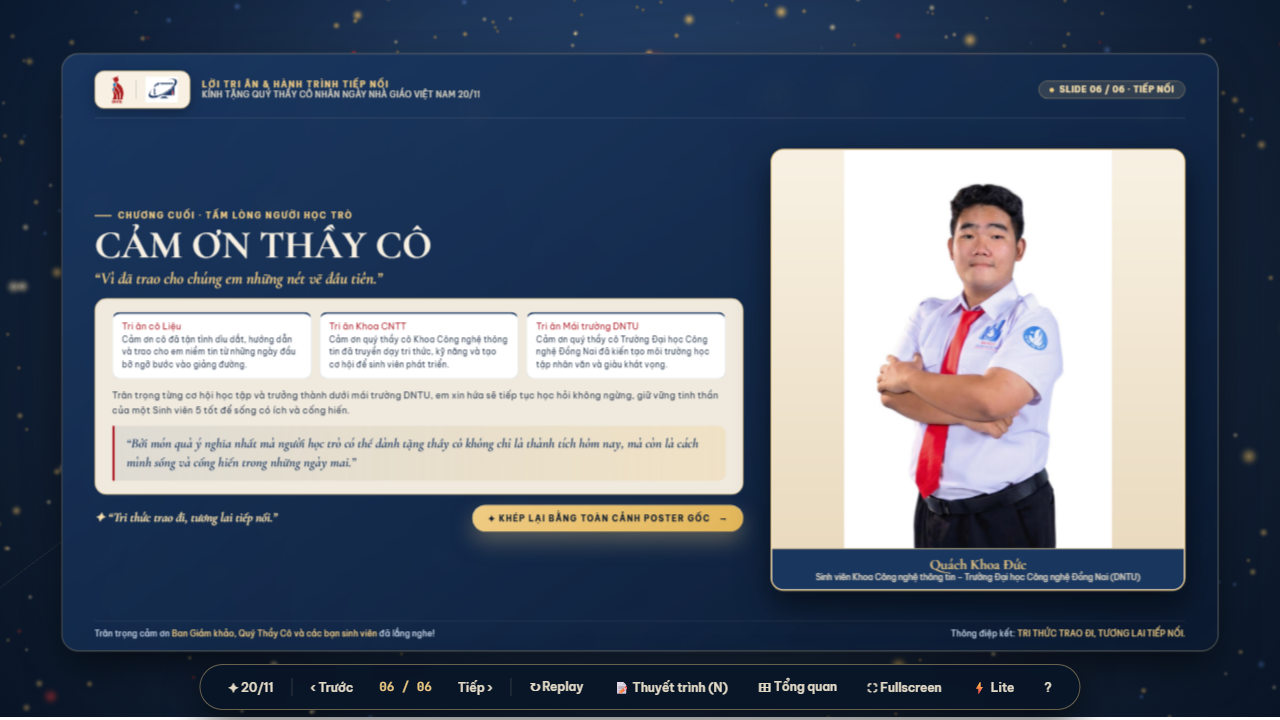 LỜI TRI ÂN & HÀNH TRÌNH TIẾP NỐI
KÍNH TẶNG QUÝ THẦY CÔ NHÂN NGÀY NHÀ GIÁO VIỆT NAM 20/11
SLIDE 06 / 06 · TIẾP NỐI
CHƯƠNG CUỐI · TẤM LÒNG NGƯỜI HỌC TRÒ
CẢM ƠN THẦY CÔ
“Vì đã trao cho chúng em những nét vẽ đầu tiên.”
Tri ân cô Liệu
Cảm ơn cô đã tận tình dìu dắt, hướng dẫn
và trao cho em niềm tin từ những ngày đầu
bỡ ngỡ bước vào giảng đường.
Tri ân Khoa CNTT
Cảm ơn quý thầy cô Khoa Công nghệ thông
tin đã truyền dạy tri thức, kỹ năng và tạo
cơ hội để sinh viên phát triển.
Tri ân Mái trường DNTU
Cảm ơn quý thầy cô Trường Đại học Công
nghệ Đồng Nai đã kiến tạo môi trường học
tập nhân văn và giàu khát vọng.
Trân trọng từng cơ hội học tập và trưởng thành dưới mái trường DNTU, em xin hứa sẽ tiếp tục học hỏi không ngừng, giữ vững tinh thần
của một Sinh viên 5 tốt để sống có ích và cống hiến.
“Bởi món quà ý nghĩa nhất mà người học trò có thể dành tặng thầy cô không chỉ là thành tích hôm nay, mà còn là cách
mình sống và cống hiến trong những ngày mai.”
✦ “Tri thức trao đi, tương lai tiếp nối.”
✦ KHÉP LẠI BẰNG TOÀN CẢNH POSTER GỐC →
Quách Khoa Đức
Sinh viên Khoa Công nghệ thông tin – Trường Đại học Công nghệ Đồng Nai (DNTU)
Trân trọng cảm ơn Ban Giám khảo, Quý Thầy Cô và các bạn sinh viên đã lắng nghe!
Thông điệp kết: TRI THỨC TRAO ĐI, TƯƠNG LAI TIẾP NỐI.
✦ 20/11 ‹ Trước 06 / 06 Tiếp › ↻ Replay 📝 Thuyết trình (N) Tổng quan Fullscreen ⚡ Lite ?